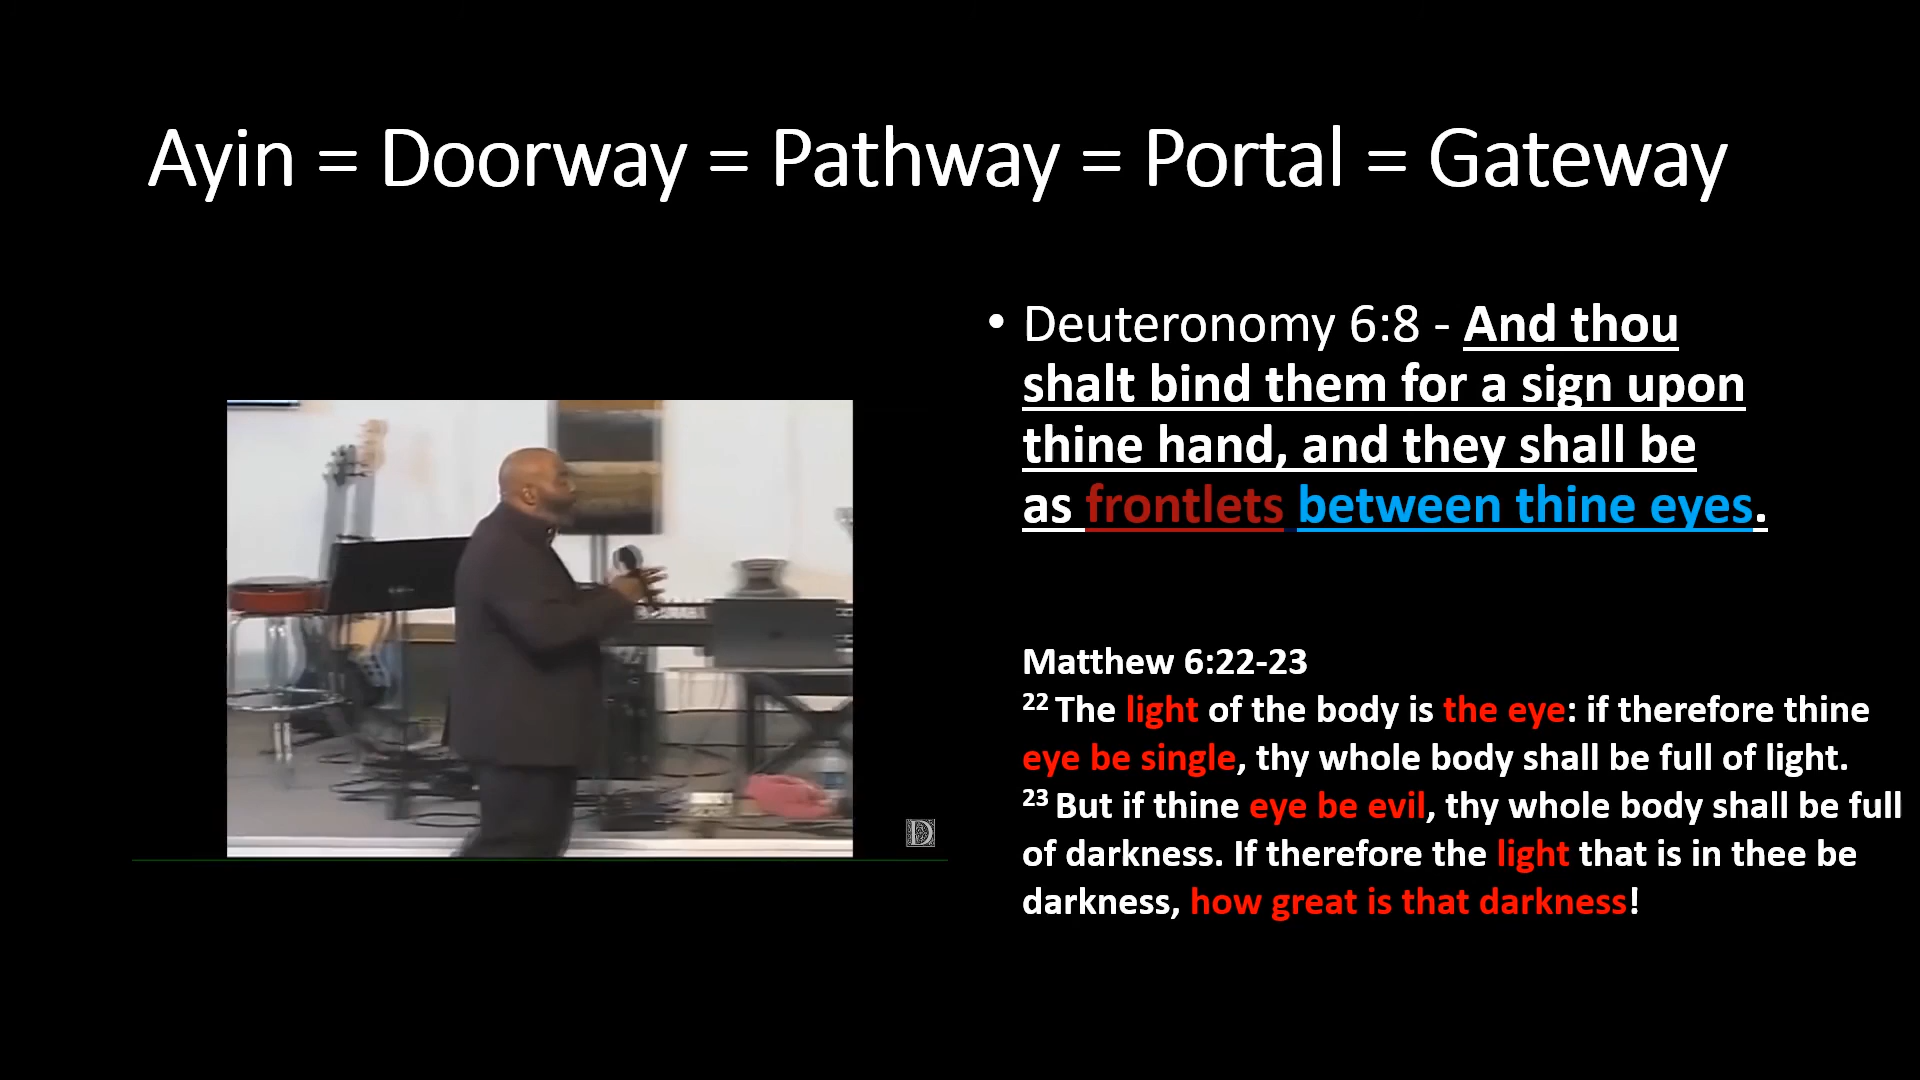 Ayin = Doorway = Pathway = Portal = Gateway
• Deuteronomy 6:8 - And thou
shalt bind them for a sign upon
thine hand, and they shall be
as frontlets between thine eyes.
Matthew 6:22-23
22 The light of the body is the eye: if therefore thine
eye be single, thy whole body shall be full of light.
23 But if thine eye be evil, thy whole body shall be full
of darkness. If therefore the light that is in thee be
darkness, how great is that darkness!
D